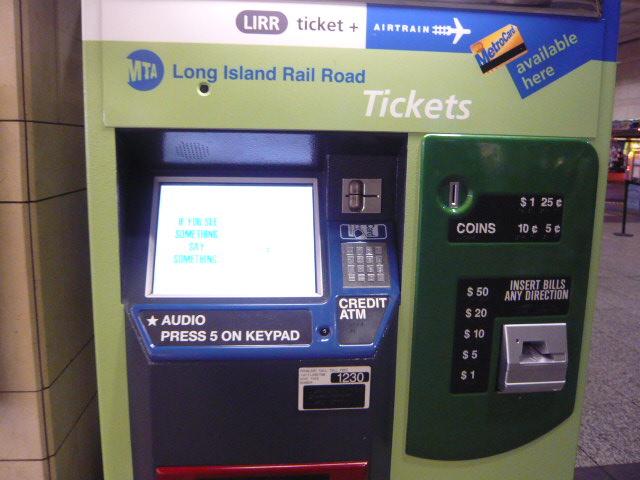 LIRR ticket +
AIRTRAIN
MetroCard
available
here
MTA Long Island Rail Road
Tickets
IF YOU SEE
SOMETHING
SAY
SOMETHING
$1 25¢
COINS 10¢ 5¢
CREDIT
ATM
★ AUDIO
PRESS 5 ON KEYPAD
INSERT BILLS
ANY DIRECTION
$50
$20
$10
$5
$1
1230